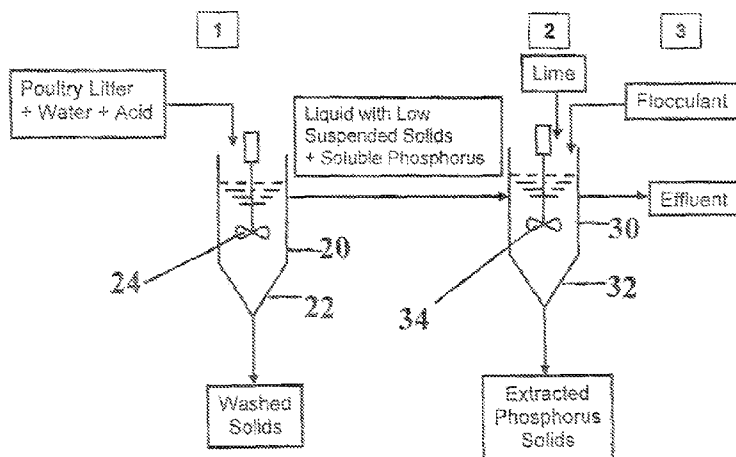 1
2
3
Poultry Litter
+ Water + Acid
Lime
Flocculant
Liquid with Low
Suspended Solids
+ Soluble Phosphorus
Effluent
20
30
24
22
34
32
Washed
Solids
Extracted
Phosphorus
Solids